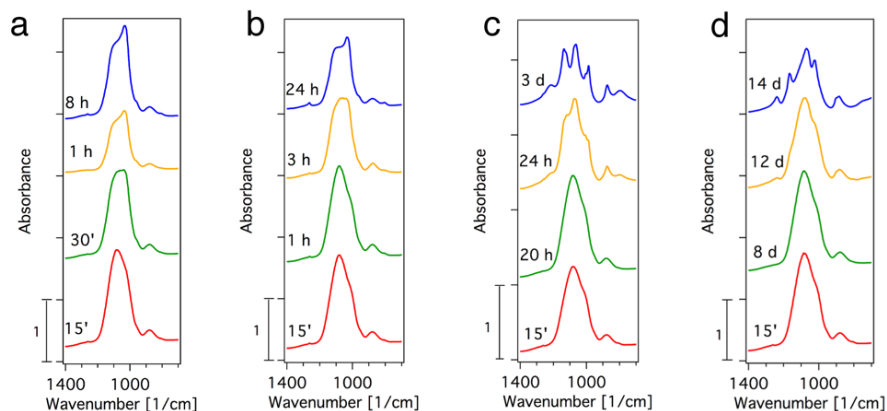 a
Absorbance
8 h
1 h
30'
15'
1
1400 1000
Wavenumber [1/cm]
b
Absorbance
24 h
3 h
1 h
15'
1
1400 1000
Wavenumber [1/cm]
c
Absorbance
3 d
24 h
20 h
15'
1
1400 1000
Wavenumber [1/cm]
d
Absorbance
14 d
12 d
8 d
15'
1
1400 1000
Wavenumber [1/cm]